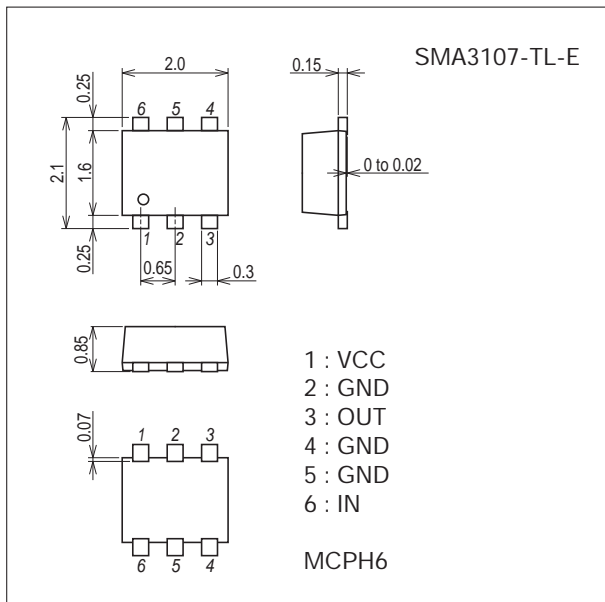 SMA3107-TL-E
2.0
0.15
0.25
6 5 4
2.1
1.6
0 to 0.02
0.25
1 2 3
0.65
0.3
0.85
1 : VCC
2 : GND
3 : OUT
4 : GND
5 : GND
6 : IN
0.07
1 2 3
6 5 4
MCPH6